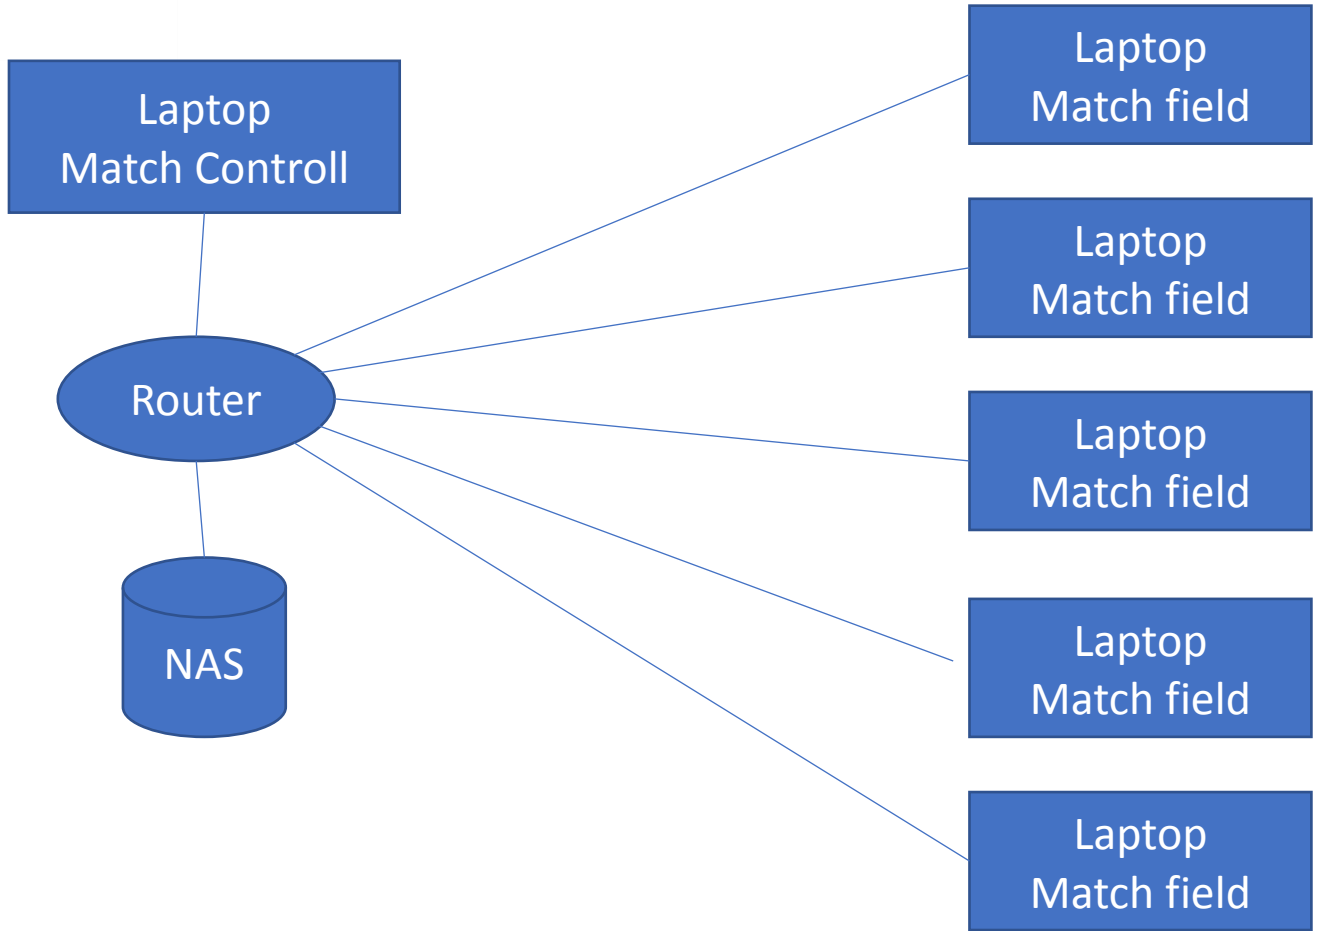 Laptop
Match Controll
Router
NAS
Laptop
Match field
Laptop
Match field
Laptop
Match field
Laptop
Match field
Laptop
Match field